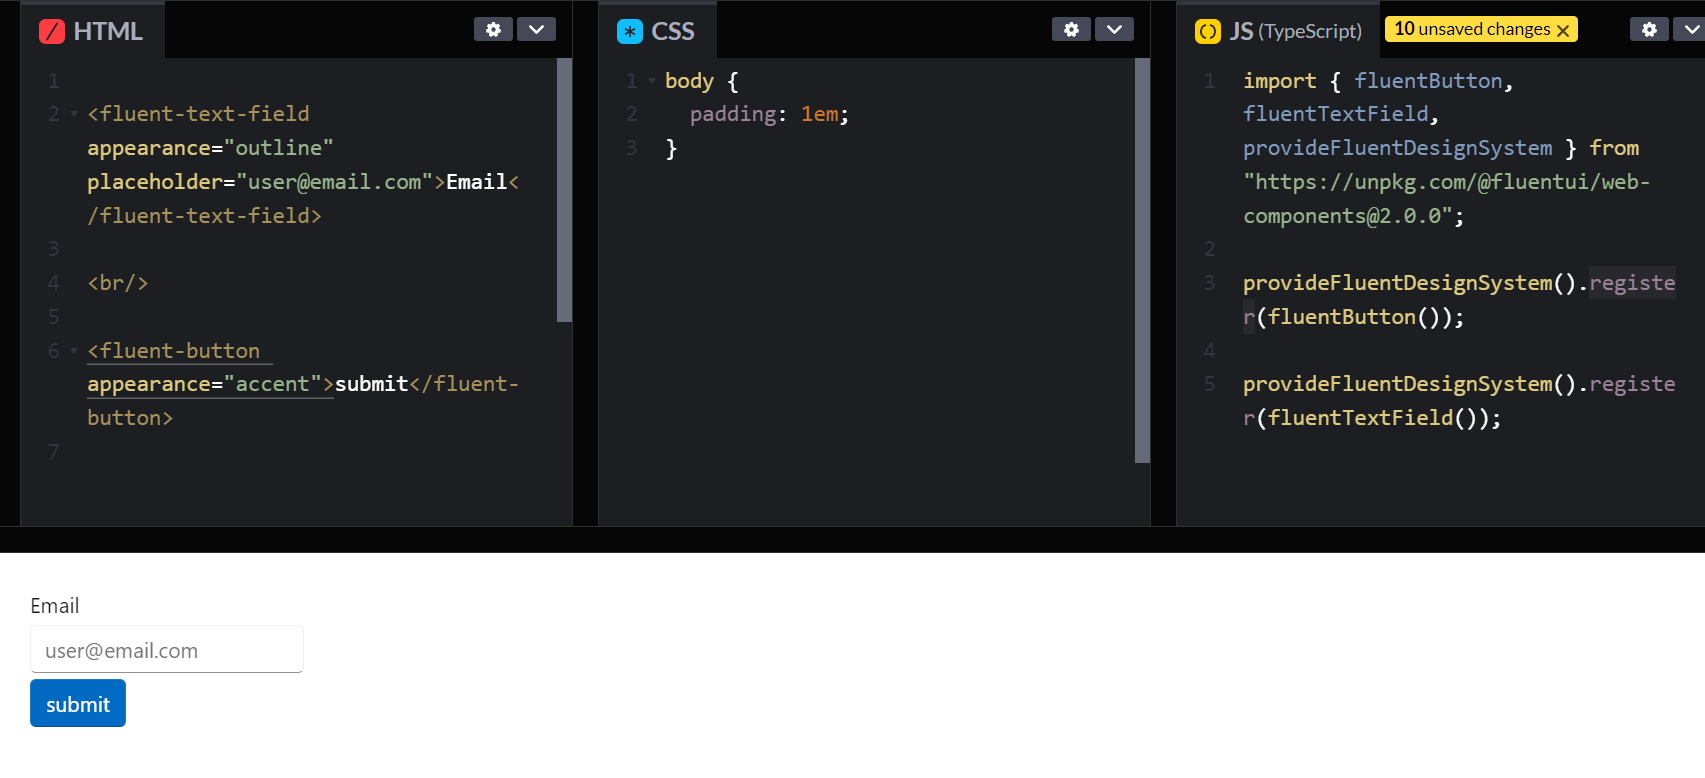 HTML
1
2 <fluent-text-field
appearance="outline"
placeholder="user@email.com">Email<
/fluent-text-field>
3
4 <br/>
5
6 <fluent-button
appearance="accent">submit</fluent-
button>
7
CSS
1 body {
2 padding: 1em;
3 }
JS (TypeScript)
10 unsaved changes
1 import { fluentButton,
fluentTextField,
provideFluentDesignSystem } from
"https://unpkg.com/@fluentui/web-
components@2.0.0";
2
3 provideFluentDesignSystem().registe
r(fluentButton());
4
5 provideFluentDesignSystem().registe
r(fluentTextField());
Email
user@email.com
submit